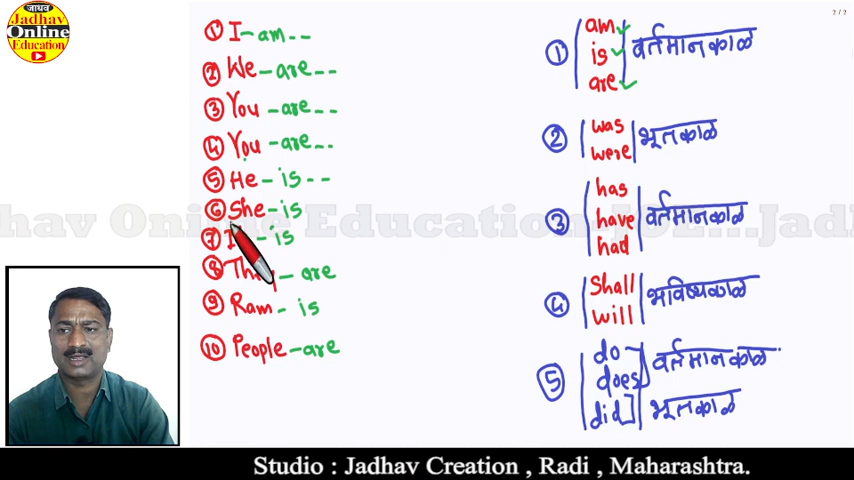 जाधव
Jadhav
Online
Education
2 / 2
① I - am - -
② We - are - -
③ You - are - -
④ You - are - -
⑤ He - is - -
⑥ She - is
⑦ I - is
⑧ - are
⑨ Ram - is
⑩ People - are
① am
is
are
वर्तमानकाळ
② was
were
भूतकाळ
③ has
have
had
वर्तमानकाळ
④ Shall
will
भविष्यकाळ
⑤ do
does
वर्तमानकाळ
did
भूतकाळ
Studio : Jadhav Creation , Radi , Maharashtra.